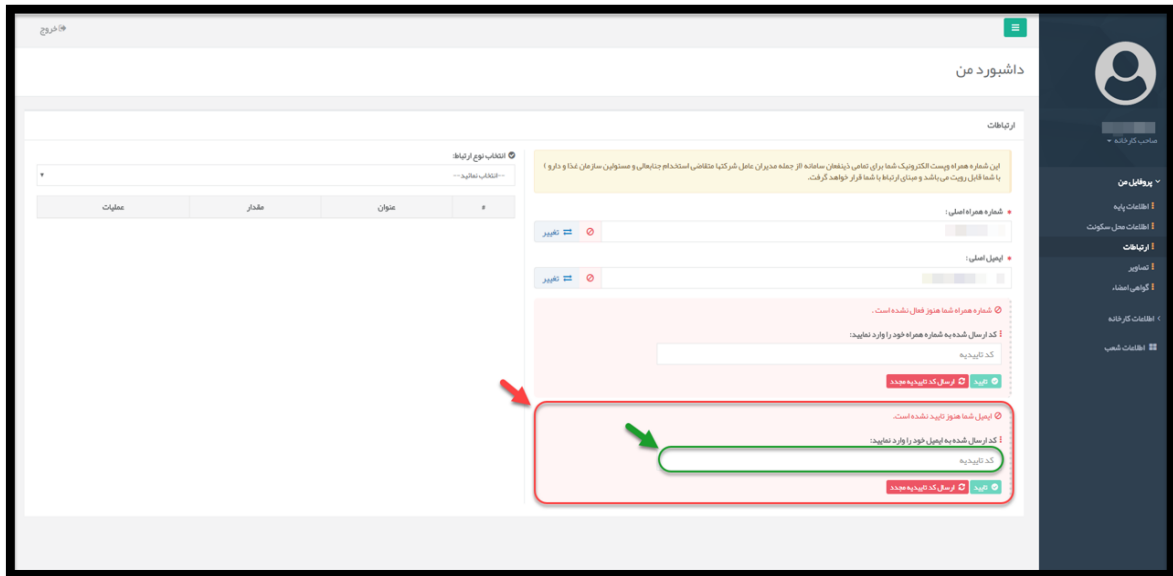 خروج
داشبورد من
صاحب کارخانه
پروفایل من
اطلاعات پایه
اطلاعات محل سکونت
ارتباطات
تصاویر
گواهی امضاء
اطلاعات کارخانه
اطلاعات شعب
ارتباطات
این شماره همراه وپست الکترونیک شما برای تمامی ذینفعان سامانه (از جمله مدیران عامل شرکتها متقاضی استخدام جنابعالی و مسئولین سازمان غذا و دارو )
با شما قابل رویت می باشد و مبنای ارتباط با شما قرار خواهد گرفت.
* شماره همراه اصلی :
تغییر
* ایمیل اصلی :
تغییر
شماره همراه شما هنوز فعال نشده است .
کد ارسال شده به شماره همراه خود را وارد نمایید:
کد تاییدیه
تایید ارسال کد تاییدیه مجدد
ایمیل شما هنوز تایید نشده است.
کد ارسال شده به ایمیل خود را وارد نمایید:
کد تاییدیه
تایید ارسال کد تاییدیه مجدد
انتخاب نوع ارتباط:
---انتخاب نمائید---
# عنوان مقدار عملیات